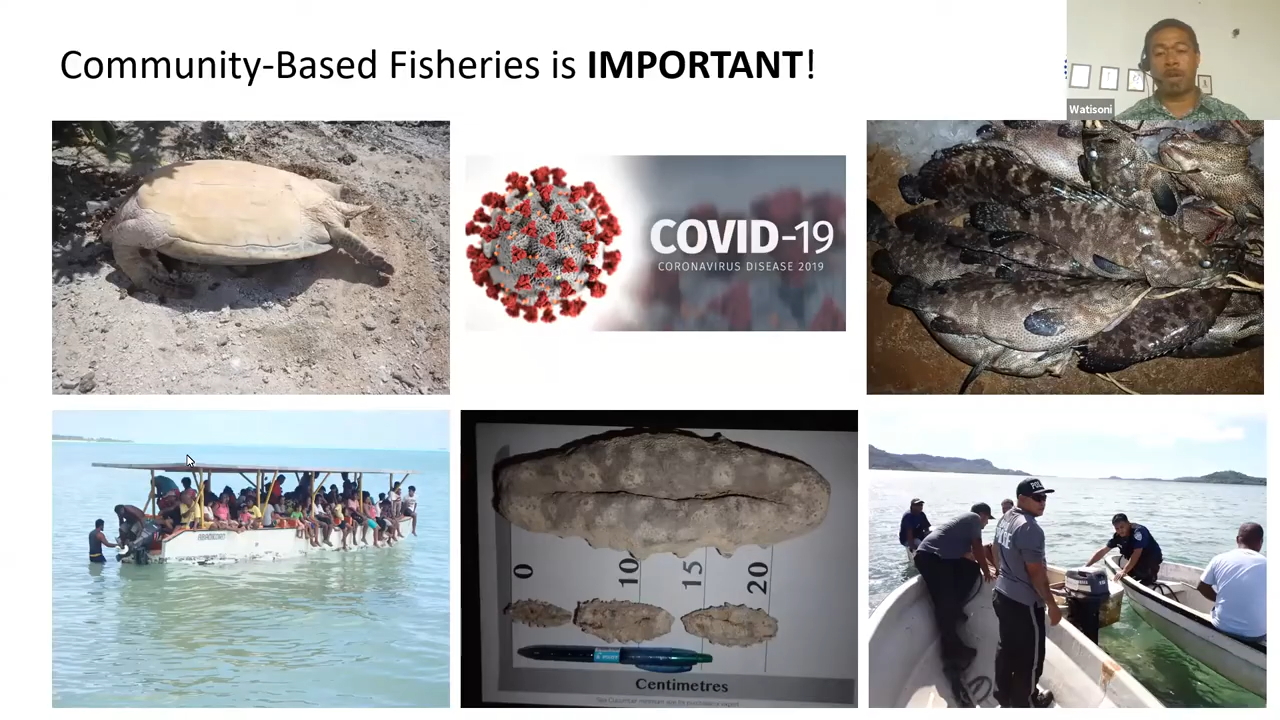 Community-Based Fisheries is IMPORTANT!
Watisoni
COVID-19
CORONAVIRUS DISEASE 2019
0
10
15
20
Centimetres